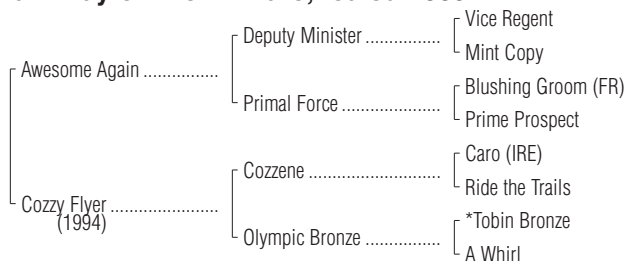 Vice Regent
Deputy Minister ................
Mint Copy
Awesome Again ................
Blushing Groom (FR)
Primal Force .....................
Prime Prospect
Caro (IRE)
Cozzene ............................
Ride the Trails
Cozzy Flyer .......................
(1994)
*Tobin Bronze
Olympic Bronze ................
A Whirl